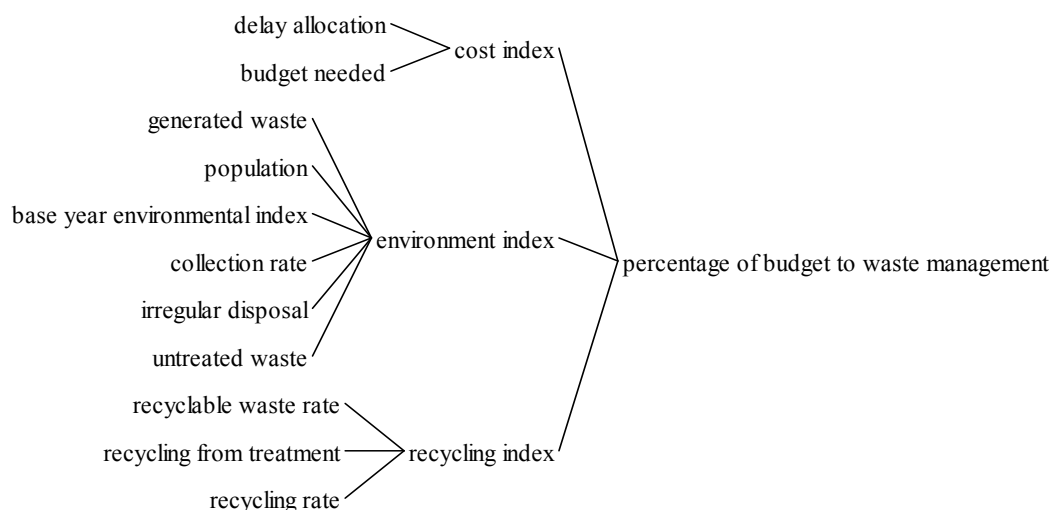 delay allocation
budget needed
cost index
generated waste
population
base year environmental index
collection rate
irregular disposal
untreated waste
environment index
recyclable waste rate
recycling from treatment
recycling rate
recycling index
percentage of budget to waste management